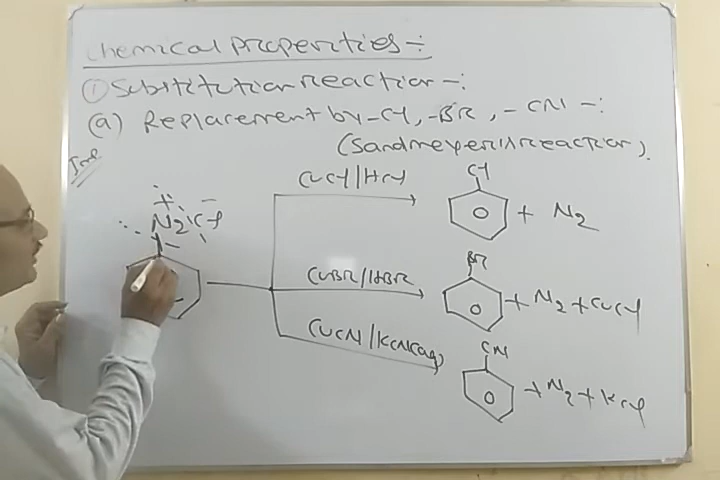 Chemical properties -:
① Substitution reaction -:
(a) Replacement by -Cl, -BR, -CN -:
(Sandmeyer's reaction).
Imp
CuCl/HCl
Cl
+ N2
N2Cl
+ -
CuBR/HBR
BR
+ N2 + CuCl
CuCN/KCN(aq)
CN
+ N2 + KCl